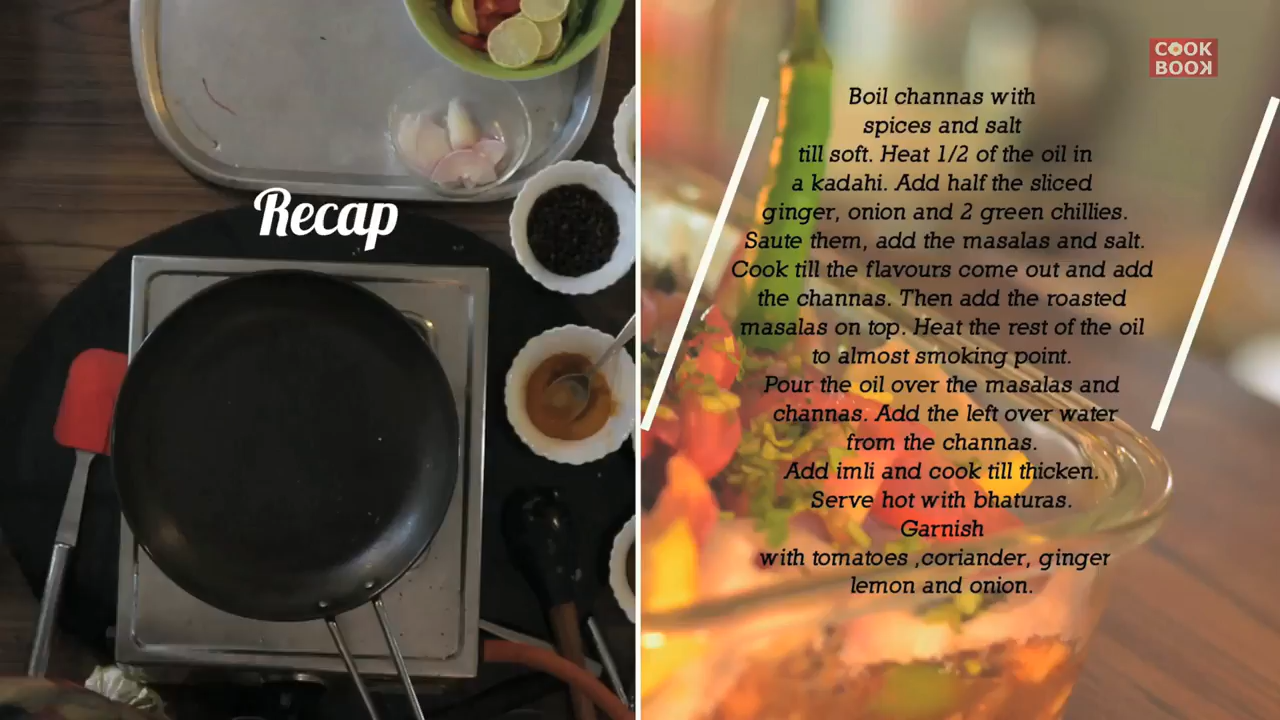 Recap
COOK
BOOK
Boil channas with
spices and salt
till soft. Heat 1/2 of the oil in
a kadahi. Add half the sliced
ginger, onion and 2 green chillies.
Saute them, add the masalas and salt.
Cook till the flavours come out and add
the channas. Then add the roasted
masalas on top. Heat the rest of the oil
to almost smoking point.
Pour the oil over the masalas and
channas. Add the left over water
from the channas.
Add imli and cook till thicken.
Serve hot with bhaturas.
Garnish
with tomatoes ,coriander, ginger
lemon and onion.